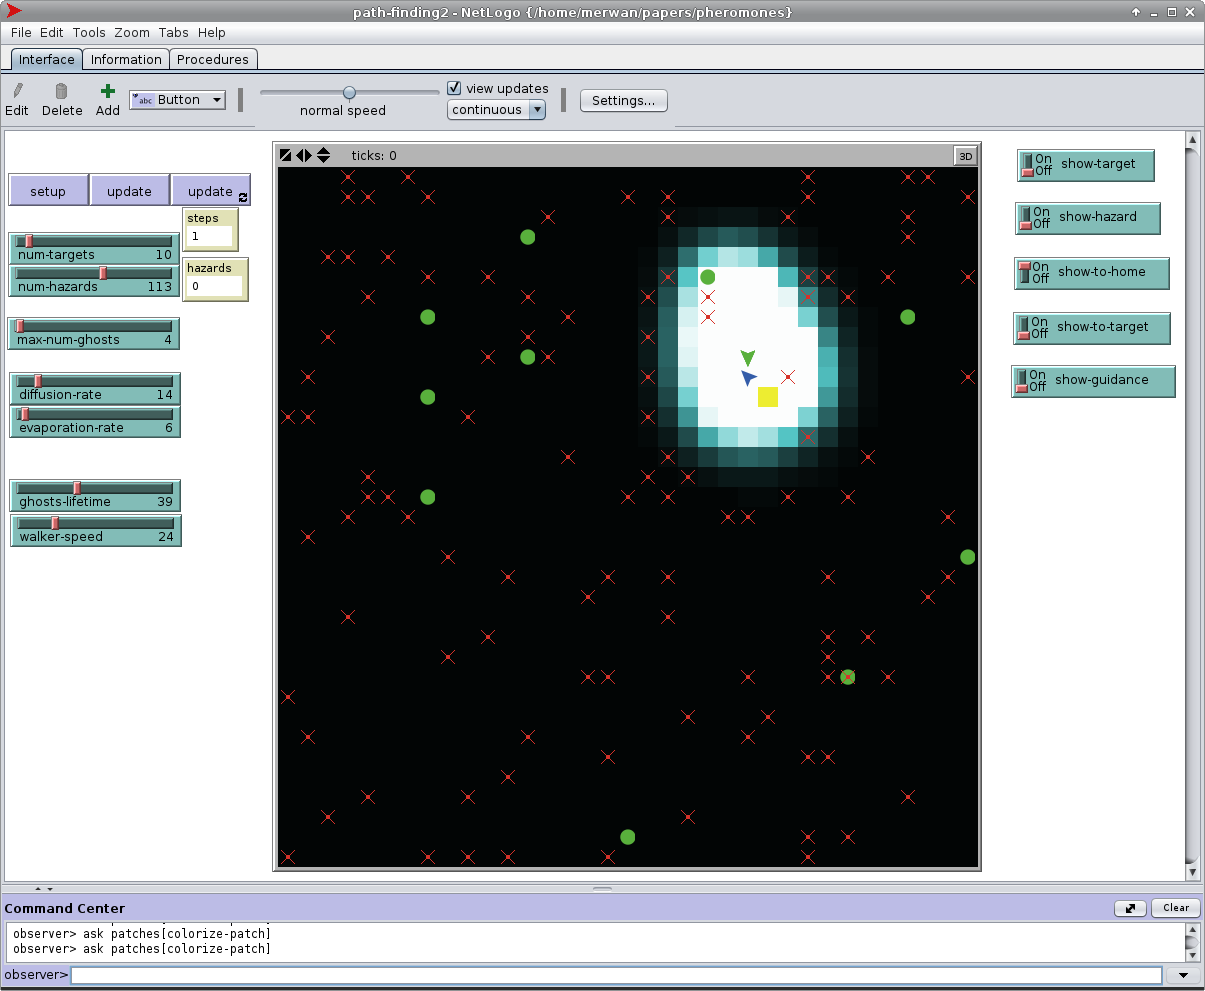 path-finding2 - NetLogo {/home/merwan/papers/pheromones}
File Edit Tools Zoom Tabs Help
Interface Information Procedures
Edit Delete Add abc Button normal speed view updates continuous Settings...
ticks: 0 3D
setup update update
steps
1
num-targets 10
hazards
0
num-hazards 113
max-num-ghosts 4
diffusion-rate 14
evaporation-rate 6
ghosts-lifetime 39
walker-speed 24
On
Off show-target
On
Off show-hazard
On
Off show-to-home
On
Off show-to-target
On
Off show-guidance
Command Center Clear
observer> ask patches[colorize-patch]
observer> ask patches[colorize-patch]
observer>